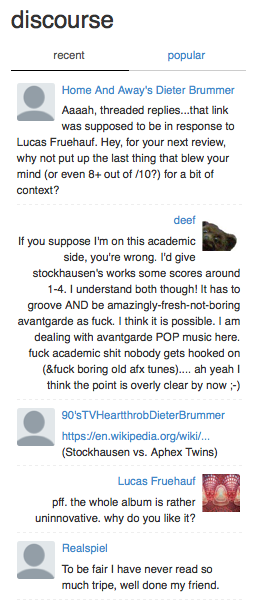 discourse
recent
popular
Home And Away's Dieter Brummer
Aaaah, threaded replies...that link
was supposed to be in response to
Lucas Fruehauf. Hey, for your next review,
why not put up the last thing that blew your
mind (or even 8+ out of /10?) for a bit of
context?
deef
If you suppose I'm on this academic
side, you're wrong. I'd give
stockhausen's works some scores around
1-4. I understand both though! It has to
groove AND be amazingly-fresh-not-boring
avantgarde as fuck. I think it is possible. I am
dealing with avantgarde POP music here.
fuck academic shit nobody gets hooked on
(&fuck boring old afx tunes).... ah yeah I
think the point is overly clear by now ;-)
90'sTVHeartthrobDieterBrummer
https://en.wikipedia.org/wiki/...
(Stockhausen vs. Aphex Twins)
Lucas Fruehauf
pff. the whole album is rather
uninnovative. why do you like it?
Realspiel
To be fair I have never read so
much tripe, well done my friend.